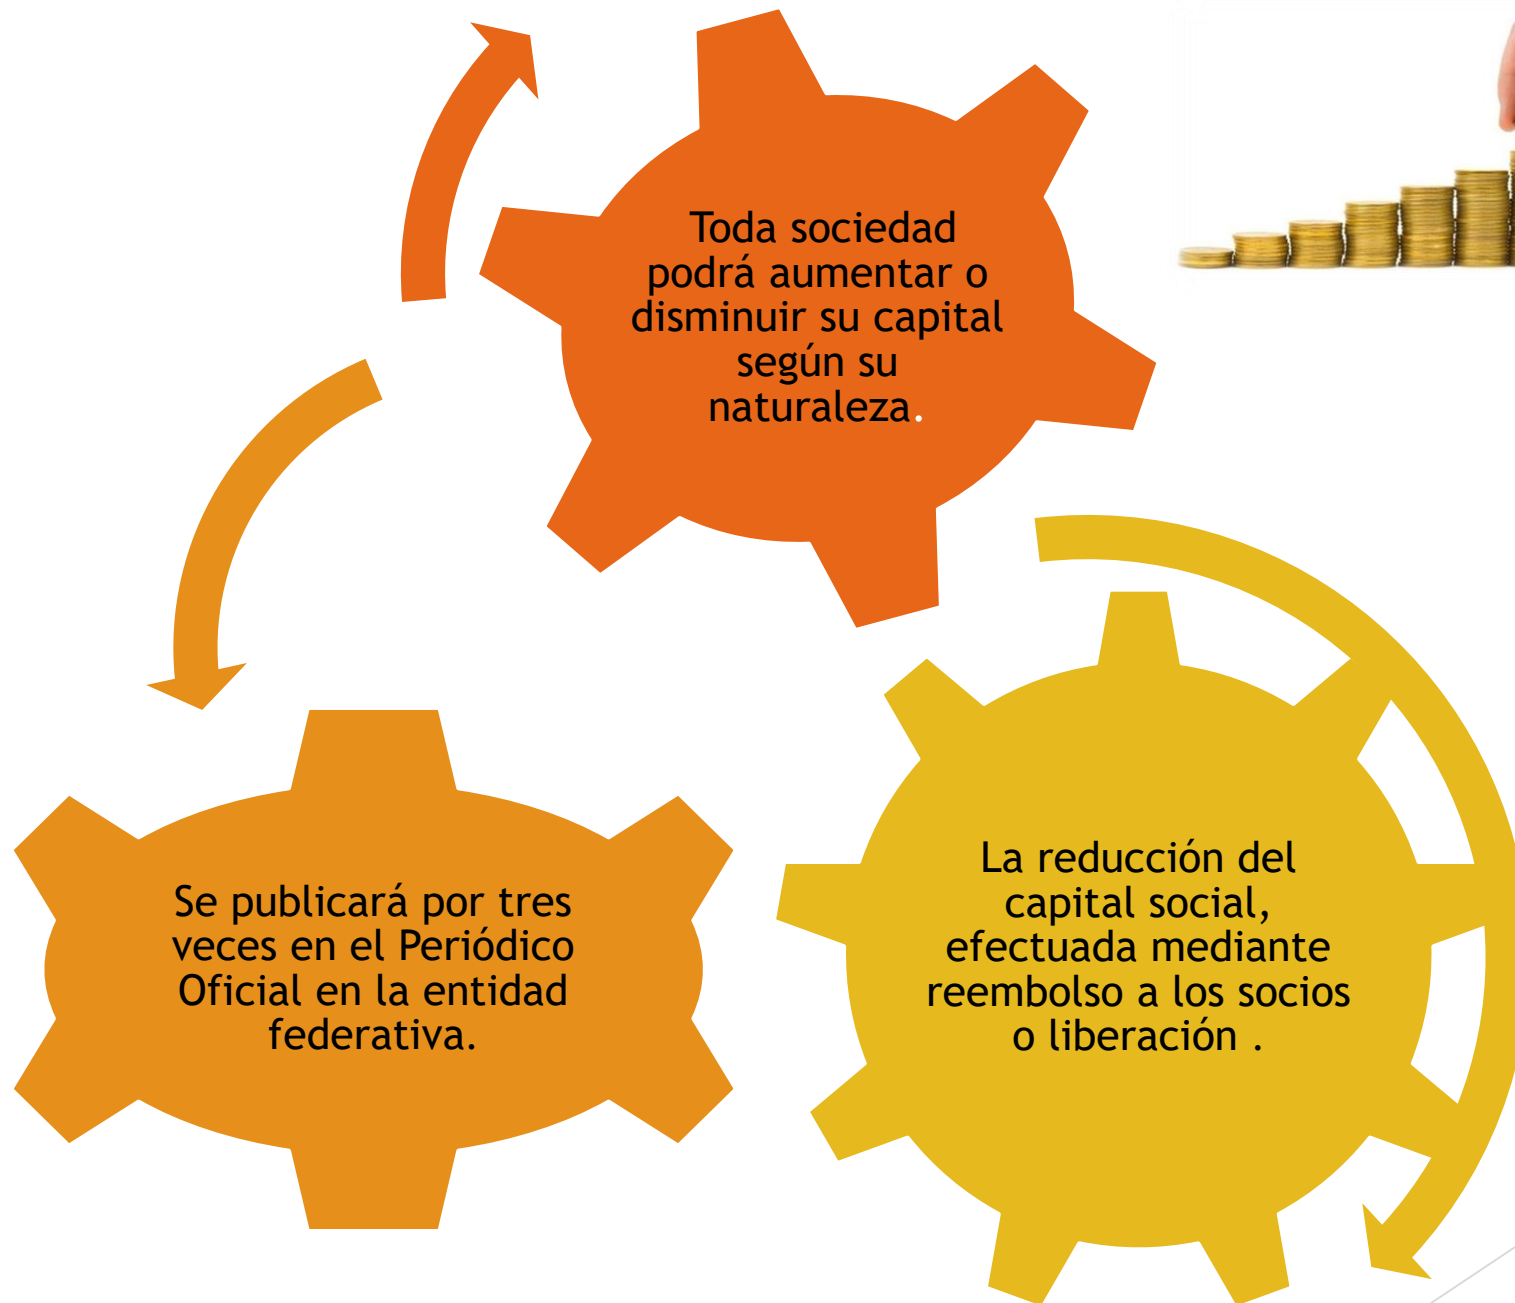 Toda sociedad
podrá aumentar o
disminuir su capital
según su
naturaleza.
Se publicará por tres
veces en el Periódico
Oficial en la entidad
federativa.
La reducción del
capital social,
efectuada mediante
reembolso a los socios
o liberación .